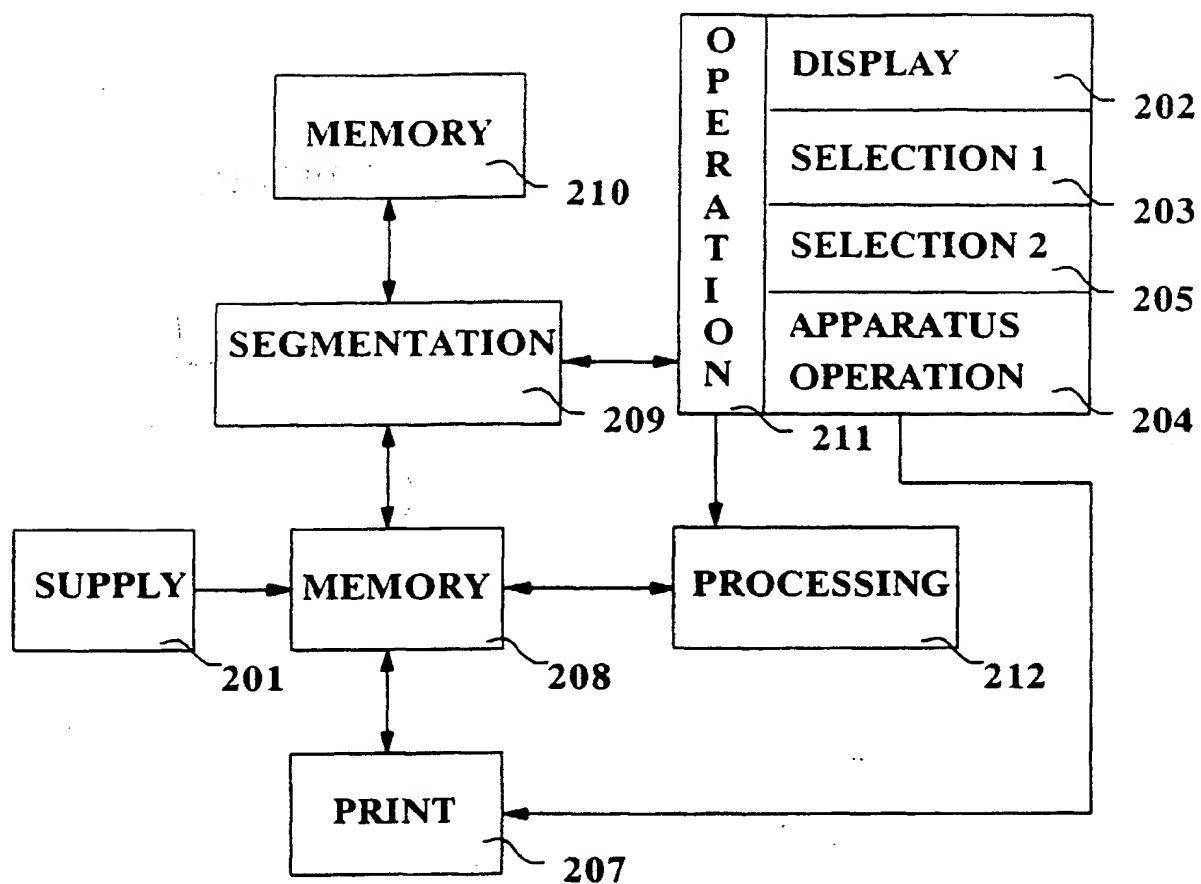 OPERATION
DISPLAY
202
MEMORY
210
SELECTION 1
203
SELECTION 2
205
SEGMENTATION
209
APPARATUS
OPERATION
204
211
SUPPLY
201
MEMORY
208
PROCESSING
212
PRINT
207